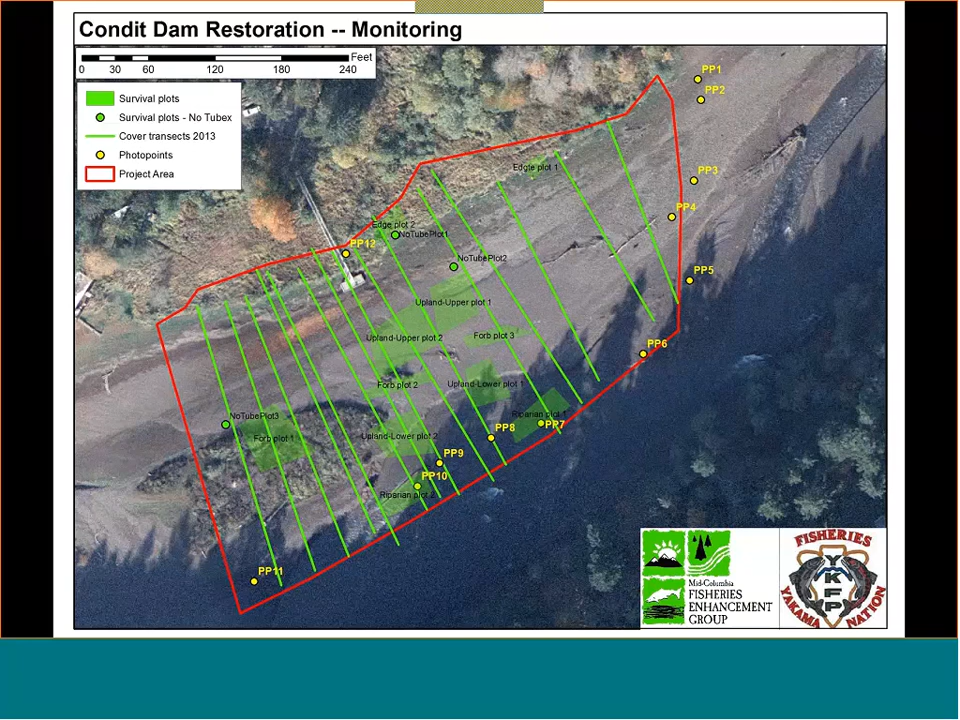 Condit Dam Restoration -- Monitoring
Feet
0 30 60 120 180 240
Survival plots
Survival plots - No Tubex
Cover transects 2013
Photopoints
Project Area
PP1
PP2
PP3
PP4
PP5
PP6
Edgte plot 1
Edge plot 2
NoTubePlot1
PP12
NoTubePlot2
Upland-Upper plot 1
Upland-Upper plot 2
Forb plot 3
Forb plot 2
Upland-Lower plot 1
NoTubePlot3
Riparian plot 1
PP7
PP8
Forb plot 1
Upland-Lower plot 2
PP9
PP10
Riparian plot 2
PP11
Mid-Columbia
FISHERIES
ENHANCEMENT
GROUP
FISHERIES
YKFP
YAKAMA NATION